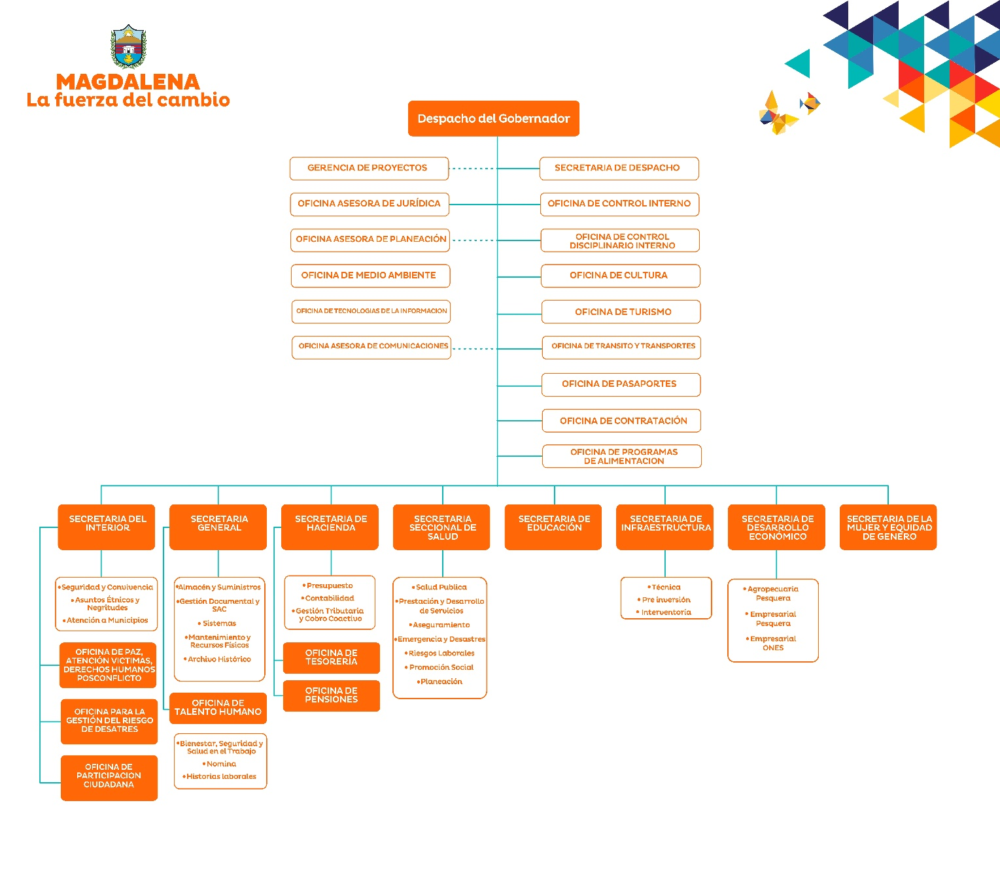 MAGDALENA
La fuerza del cambio
Despacho del Gobernador
GERENCIA DE PROYECTOS
SECRETARIA DE DESPACHO
OFICINA ASESORA DE JURÍDICA
OFICINA DE CONTROL INTERNO
OFICINA ASESORA DE PLANEACIÓN
OFICINA DE CONTROL
DISCIPLINARIO INTERNO
OFICINA DE MEDIO AMBIENTE
OFICINA DE CULTURA
OFICINA DE TECNOLOGIAS DE LA INFORMACION
OFICINA DE TURISMO
OFICINA ASESORA DE COMUNICACIONES
OFICINA DE TRANSITO Y TRANSPORTES
OFICINA DE PASAPORTES
OFICINA DE CONTRATACIÓN
OFICINA DE PROGRAMAS
DE ALIMENTACION
SECRETARIA DEL
INTERIOR
•Seguridad y Convivencia
•Asuntos Étnicos y
Negritudes
•Atención a Municipios
OFICINA DE PAZ,
ATENCIÓN VICTIMAS,
DERECHOS HUMANOS
POSCONFLICTO
OFICINA PARA LA
GESTIÓN DEL RIESGO
DE DESATRES
OFICINA DE
PARTICIPACION
CIUDADANA
SECRETARIA
GENERAL
•Almacén y Suministros
•Gestión Documental y
SAC
•Sistemas
•Mantenimiento y
Recursos Físicos
•Archivo Histórico
OFICINA DE
TALENTO HUMANO
•Bienestar, Seguridad y
Salud en el Trabajo
•Nomina
•Historias laborales
SECRETARIA DE
HACIENDA
•Presupuesto
•Contabilidad
•Gestión Tributaria
y Cobro Coactivo
OFICINA DE
TESORERÍA
OFICINA DE
PENSIONES
SECRETARIA
SECCIONAL DE
SALUD
•Salud Publica
•Prestación y Desarrollo
de Servicios
•Aseguramiento
•Emergencia y Desastres
•Riesgos Laborales
•Promoción Social
•Planeación
SECRETARIA DE
EDUCACIÓN
SECRETARIA DE
INFRAESTRUCTURA
•Técnica
•Pre inversión
•Interventoría
SECRETARIA DE
DESARROLLO
ECONÓMICO
•Agropecuaria
Pesquera
•Empresarial
Pesquera
•Empresarial
ONES
SECRETARIA DE LA
MUJER Y EQUIDAD
DE GENERO